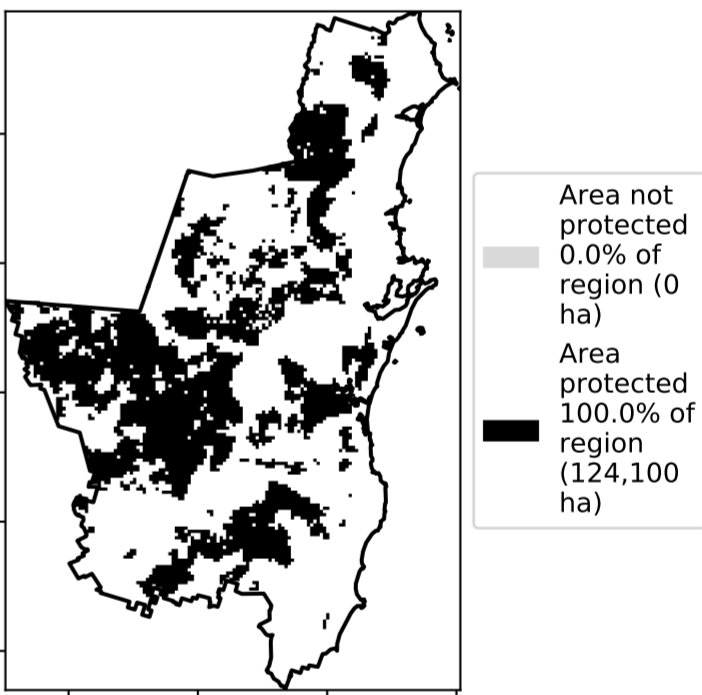 Area not
protected
0.0% of
region (0
ha)
Area
protected
100.0% of
region
(124,100
ha)